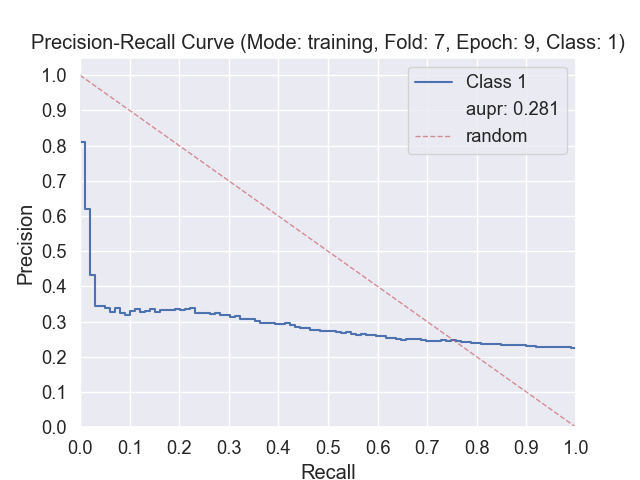 Precision-Recall Curve (Mode: training, Fold: 7, Epoch: 9, Class: 1)
1.0
0.9
0.8
0.7
0.6
0.5
0.4
0.3
0.2
0.1
0.0
Precision
Class 1
aupr: 0.281
random
0.0 0.1 0.2 0.3 0.4 0.5 0.6 0.7 0.8 0.9 1.0
Recall